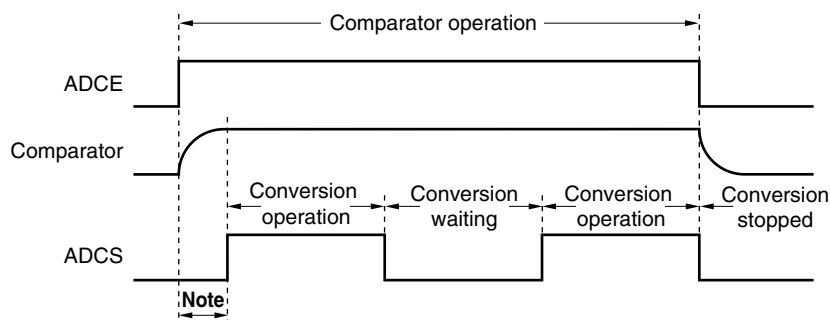 Comparator operation
ADCE
Comparator
Conversion operation
Conversion waiting
Conversion operation
Conversion stopped
ADCS
Note